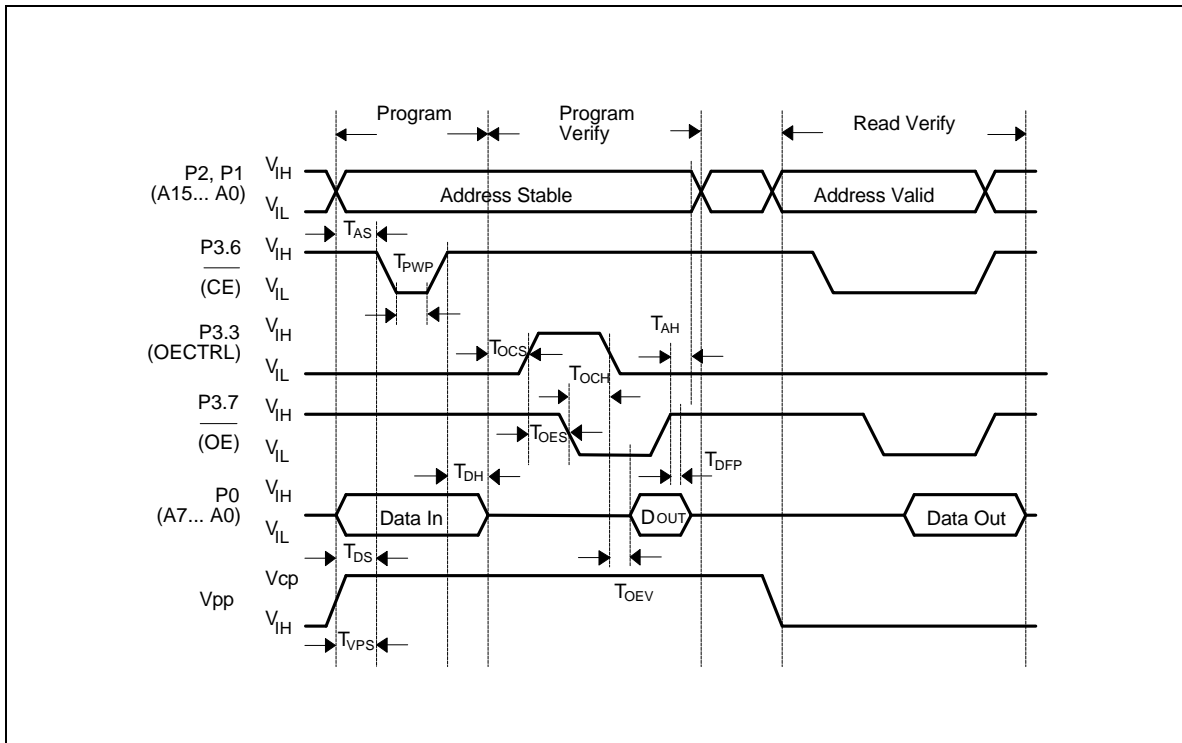 Program
Program
Verify
Read Verify
P2, P1
(A15... A0)
VIH
VIL
Address Stable
Address Valid
TAS
P3.6
(CE)
VIH
VIL
TPWP
P3.3
(OECTRL)
VIH
VIL
TOCS
TAH
TOCH
P3.7
(OE)
VIH
VIL
TOES
TDFP
TDH
P0
(A7... A0)
VIH
VIL
Data In
DOUT
Data Out
TDS
Vpp
Vcp
VIH
TOEV
TVPS